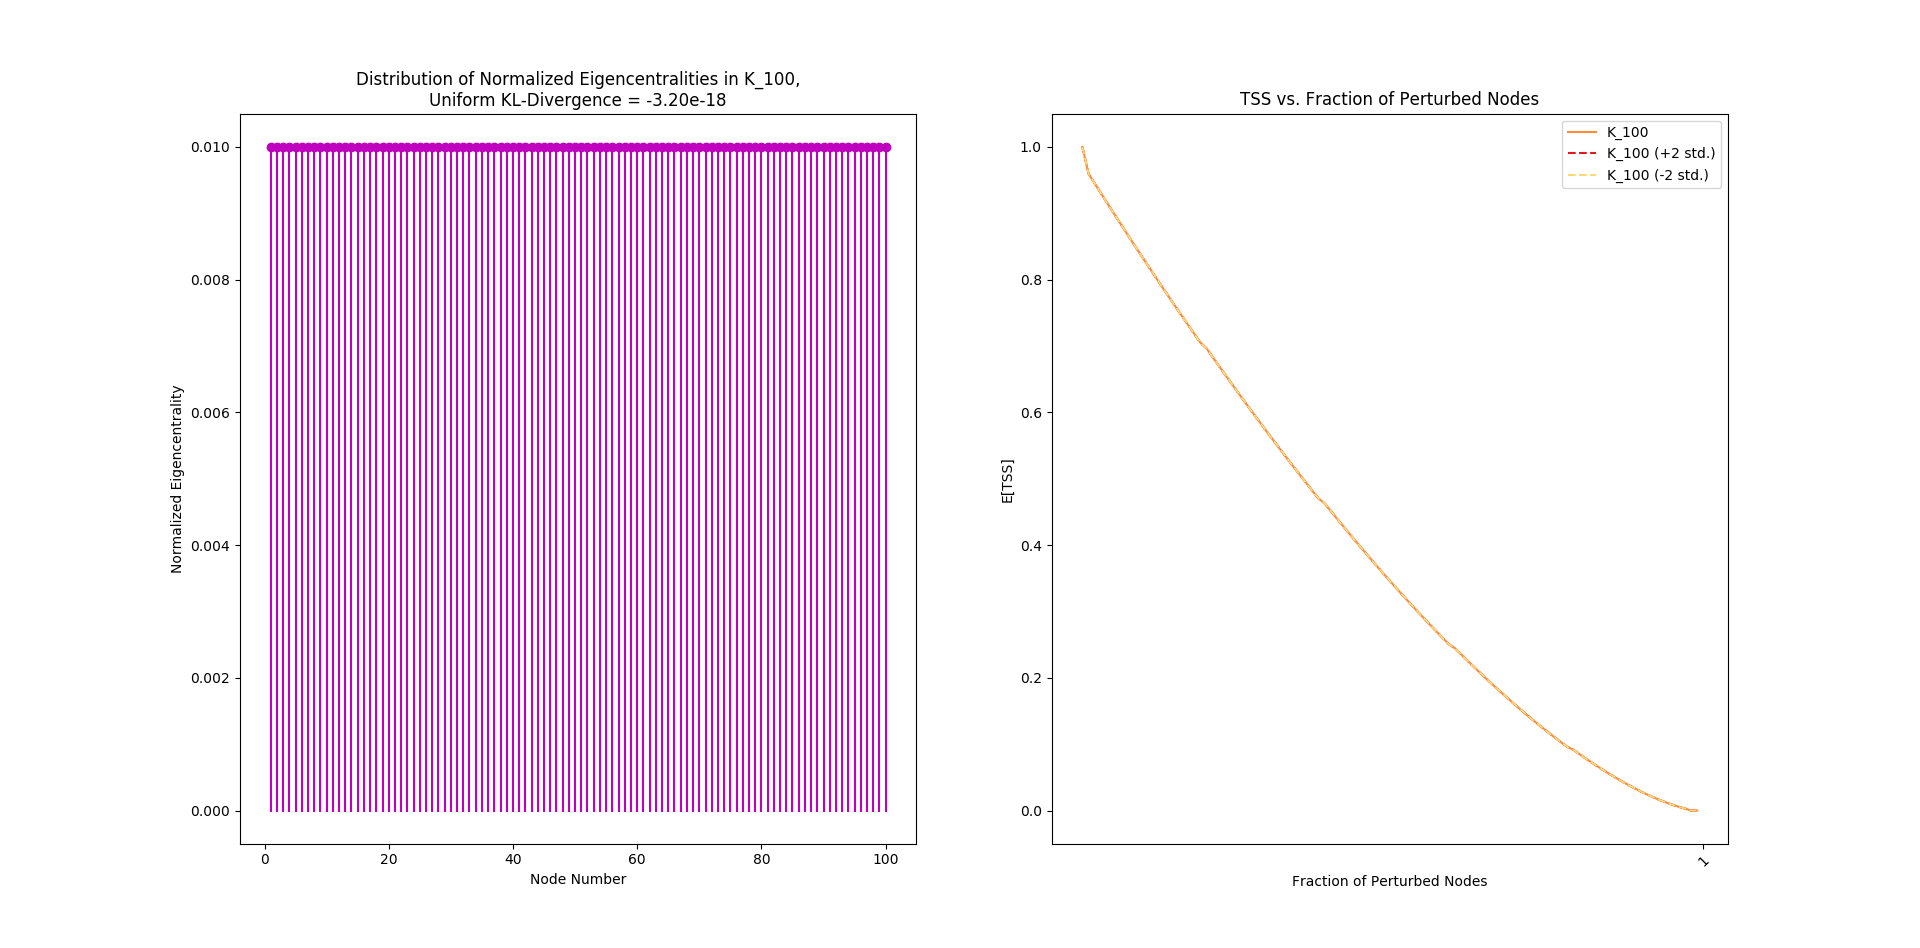 Distribution of Normalized Eigencentralities in K_100,
Uniform KL-Divergence = -3.20e-18
Normalized Eigencentrality
0.010
0.008
0.006
0.004
0.002
0.000
0 20 40 60 80 100
Node Number
TSS vs. Fraction of Perturbed Nodes
K_100
K_100 (+2 std.)
K_100 (-2 std.)
E[TSS]
1.0
0.8
0.6
0.4
0.2
0.0
1
Fraction of Perturbed Nodes